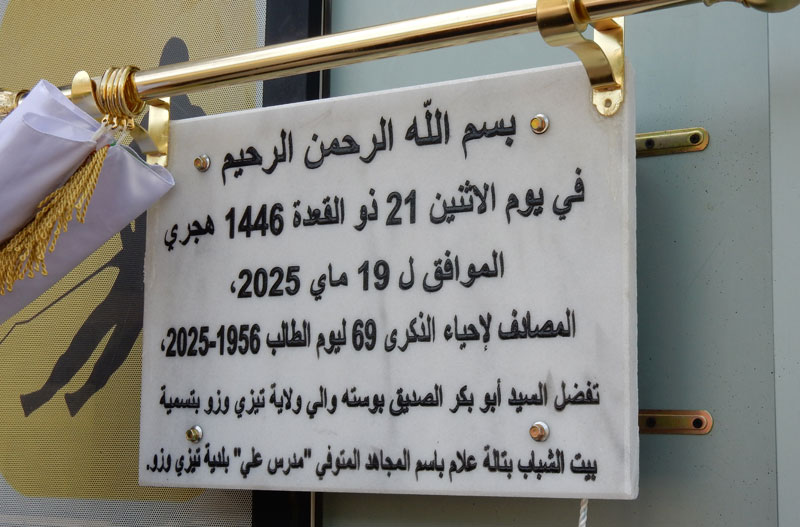 بسم الله الرحمن الرحيم
في يوم الاثنين 21 ذو القعدة 1446 هجري
الموافق ل 19 ماي 2025،
المصادف لإحياء الذكرى 69 ليوم الطالب 1956-2025،
تفضل السيد أبو بكر الصديق بوسته والي ولاية تيزي وزو بتسمية
بيت الشباب بتالة علام باسم المجاهد المتوفي "مدرس علي" بلدية تيزي وزو.